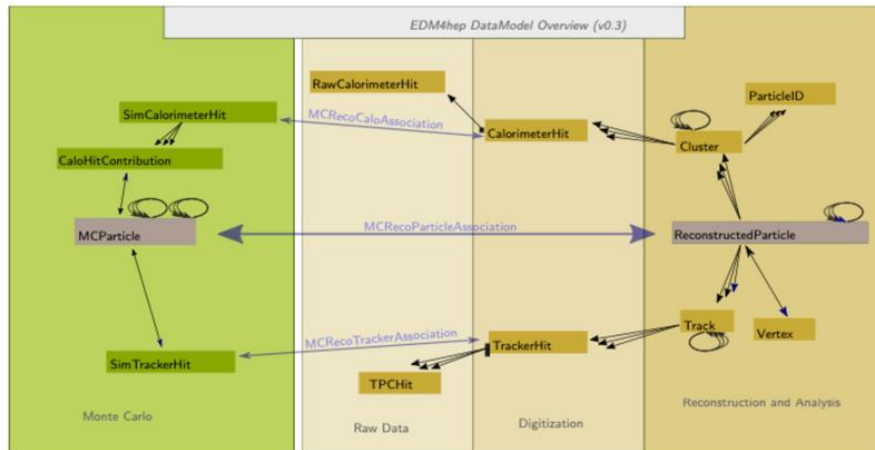 EDM4hep DataModel Overview (v0.3)
RawCalorimeterHit
ParticleID
SimCalorimeterHit
MCRecoCaloAssociation
CalorimeterHit
Cluster
CaloHitContribution
MCParticle
MCRecoParticleAssociation
ReconstructedParticle
Track
Vertex
MCRecoTrackerAssociation
TrackerHit
SimTrackerHit
TPCHit
Monte Carlo
Raw Data
Digitization
Reconstruction and Analysis